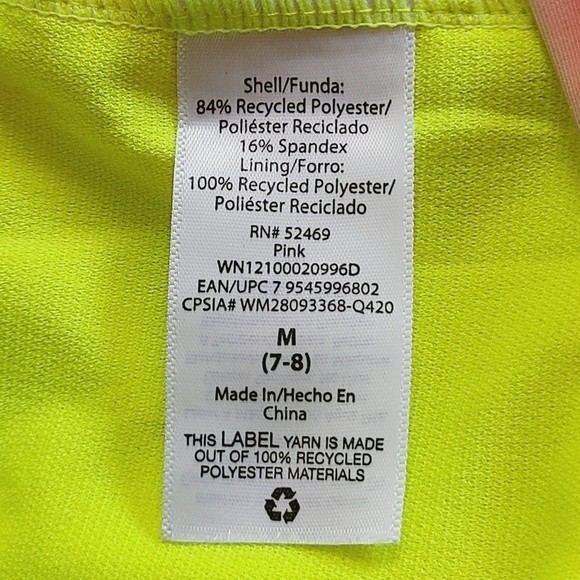 Shell/Funda:
84% Recycled Polyester/
Poliéster Reciclado
16% Spandex
Lining/Forro:
100% Recycled Polyester/
Poliéster Reciclado
RN# 52469
Pink
WN12100020996D
EAN/UPC 7 9545996802
CPSIA# WM28093368-Q420
M
(7-8)
Made In/Hecho En
China
THIS LABEL YARN IS MADE
OUT OF 100% RECYCLED
POLYESTER MATERIALS